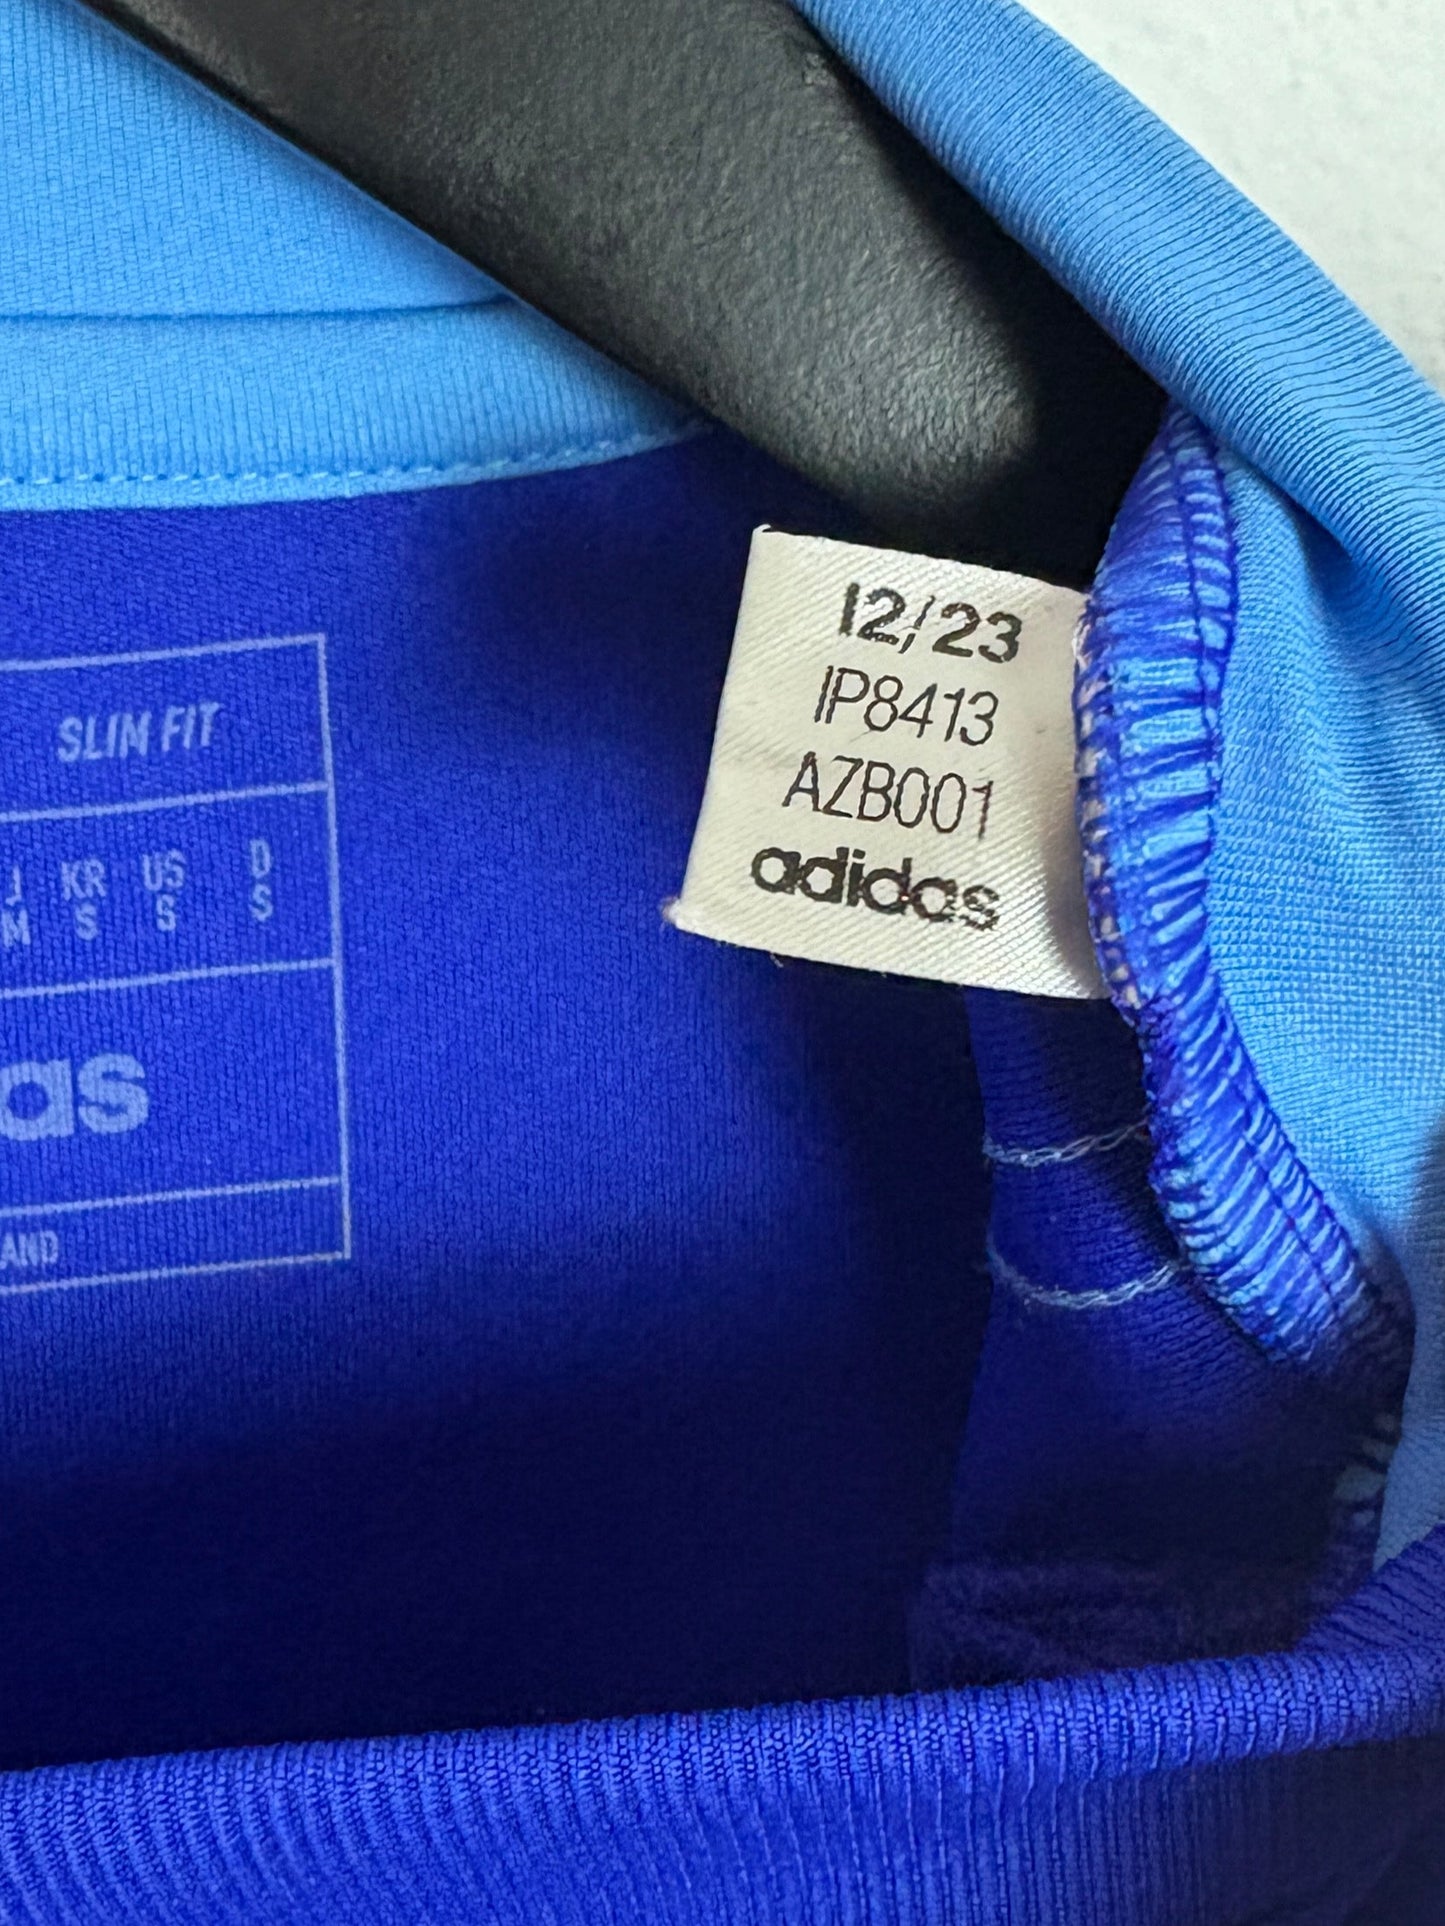 12/23
IP8413
AZB001
adidas
SLIM FIT
J KR US D
M S S S
das
AND